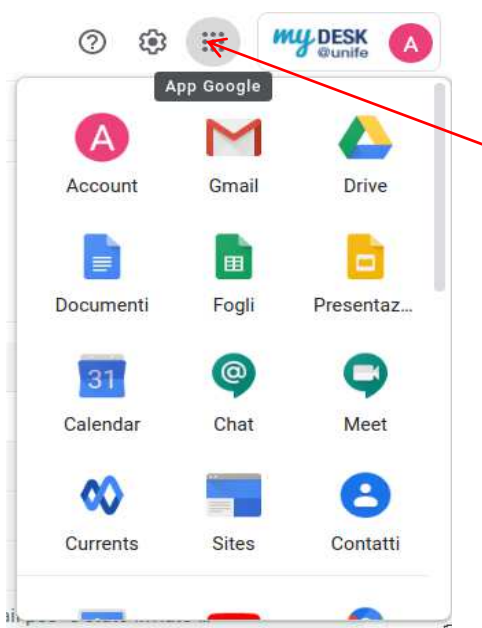 my DESK
@unife
A
App Google
A
Account Gmail Drive
Documenti Fogli Presentaz...
31
Calendar Chat Meet
Currents Sites Contatti